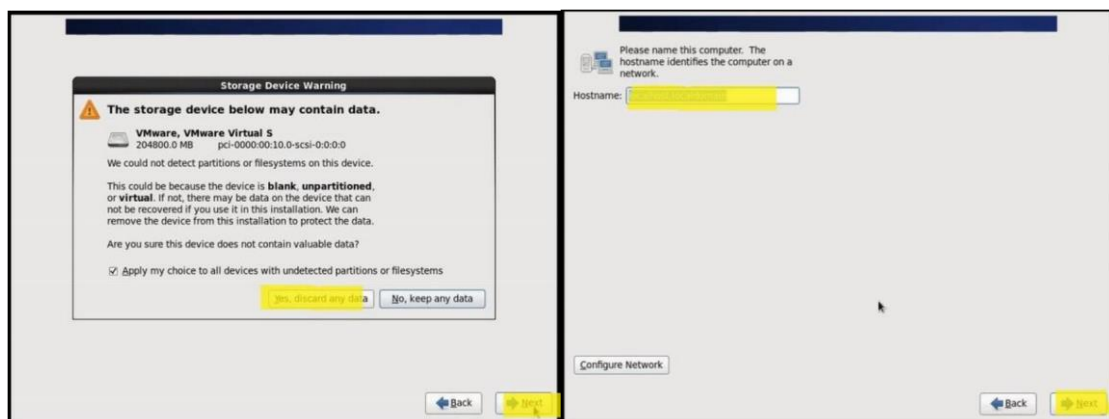 Storage Device Warning
The storage device below may contain data.
VMware, VMware Virtual S
204800.0 MB pci-0000:00:10.0-scsi-0:0:0:0
We could not detect partitions or filesystems on this device.
This could be because the device is blank, unpartitioned,
or virtual. If not, there may be data on the device that can
not be recovered if you use it in this installation. We can
remove the device from this installation to protect the data.
Are you sure this device does not contain valuable data?
Apply my choice to all devices with undetected partitions or filesystems
Yes, discard any data No, keep any data
Back Next
Please name this computer. The
hostname identifies the computer on a
network.
Hostname:
Configure Network
Back Next